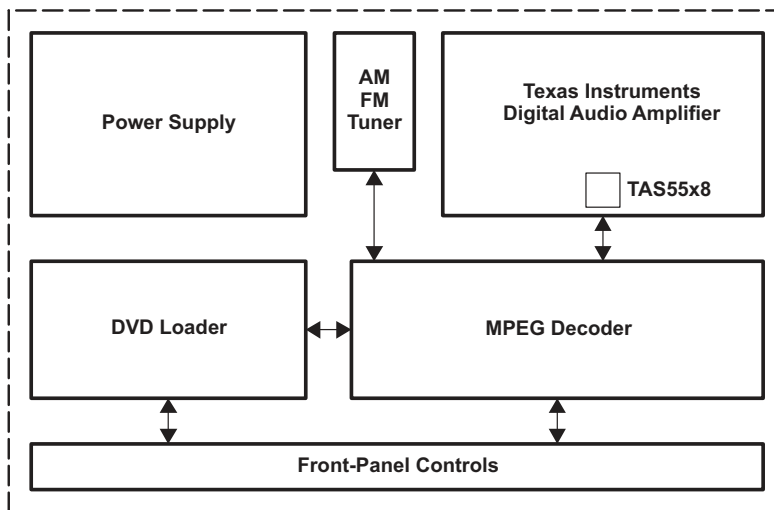 Power Supply
AM
FM
Tuner
Texas Instruments
Digital Audio Amplifier
TAS55x8
DVD Loader
MPEG Decoder
Front-Panel Controls